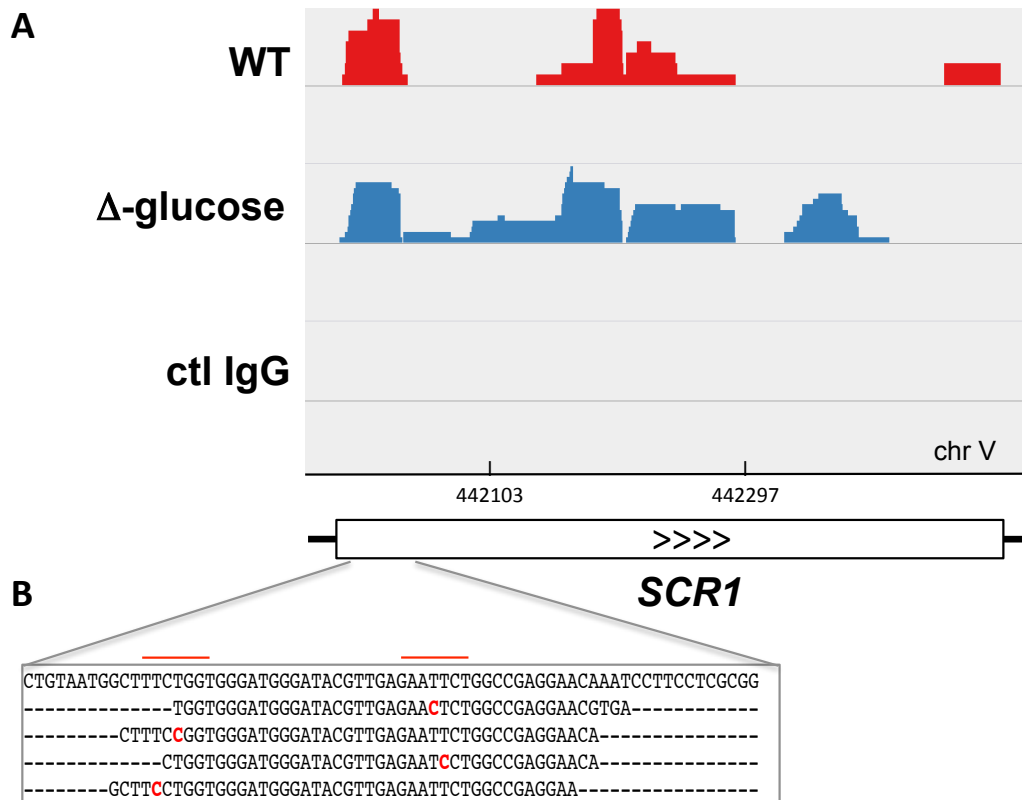 A
WT
Δ-glucose
ctl IgG
chr V
442103
442297
>>>>
SCR1
B
CTGTAATGGCTTTCTGGTGGGATGGGATACGTTGAGAATTCTGGCCGAGGAACAAATCCTTCCTCGCGG
--------------TGGTGGGATGGGATACGTTGAGAACTCTGGCCGAGGAACGTGA------------
---------CTTTCCGGTGGGATGGGATACGTTGAGAATTCTGGCCGAGGAACA---------------
-------------CTGGTGGGATGGGATACGTTGAGAATCCTGGCCGAGGAACA---------------
--------GCTTCCTGGTGGGATGGGATACGTTGAGAATTCTGGCCGAGGAA-----------------